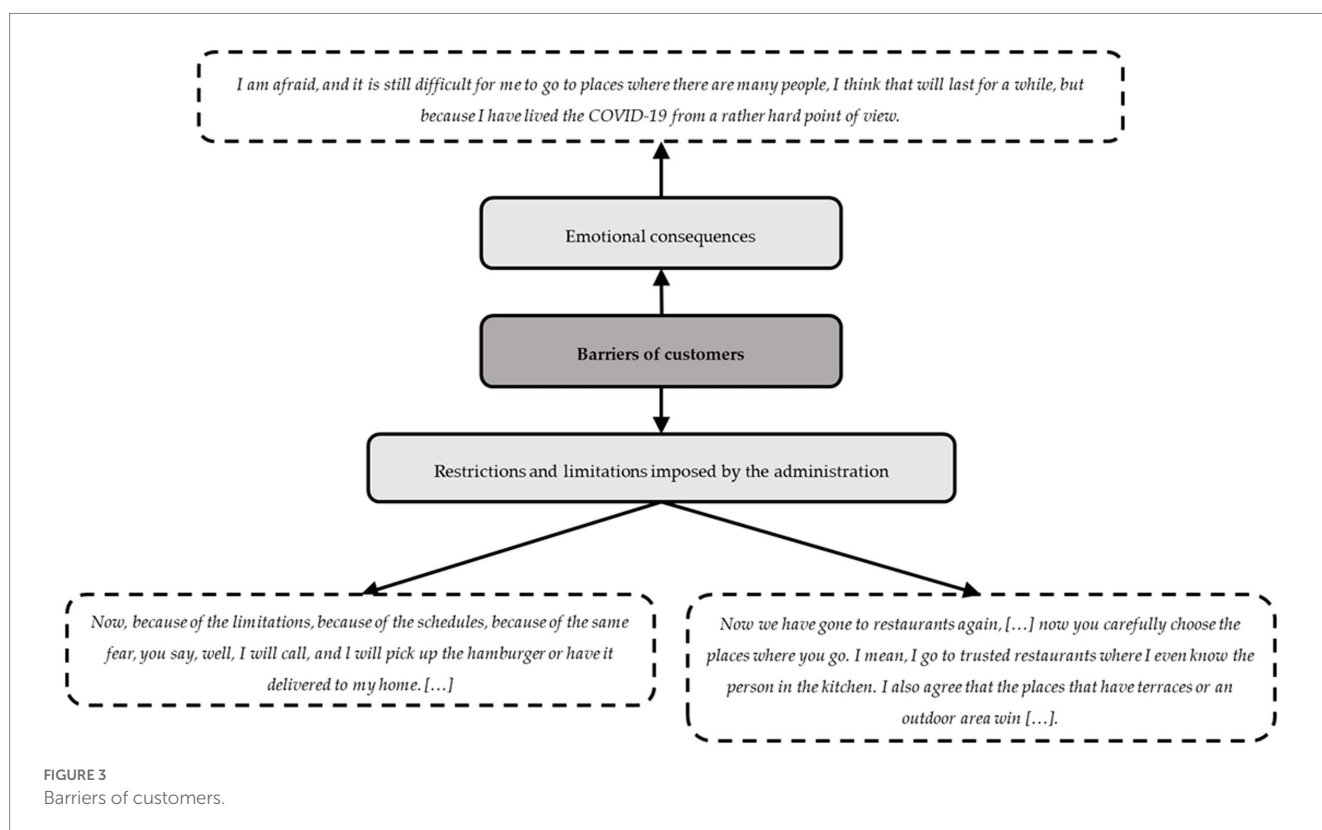 I am afraid, and it is still difficult for me to go to places where there are many people, I think that will last for a while, but
because I have lived the COVID-19 from a rather hard point of view.
Emotional consequences
Barriers of customers
Restrictions and limitations imposed by the administration
Now, because of the limitations, because of the schedules, because of the same
fear, you say, well, I will call, and l will pick up the hamburger or have it
delivered to my home. […]
Now we have gone to restaurants again, […] now you carefully choose the
places where you go. I mean, I go to trusted restaurants where I even know the
person in the kitchen. I also agree that the places that have terraces or an
outdoor area win […].
FIGURE 3
Barriers of customers.